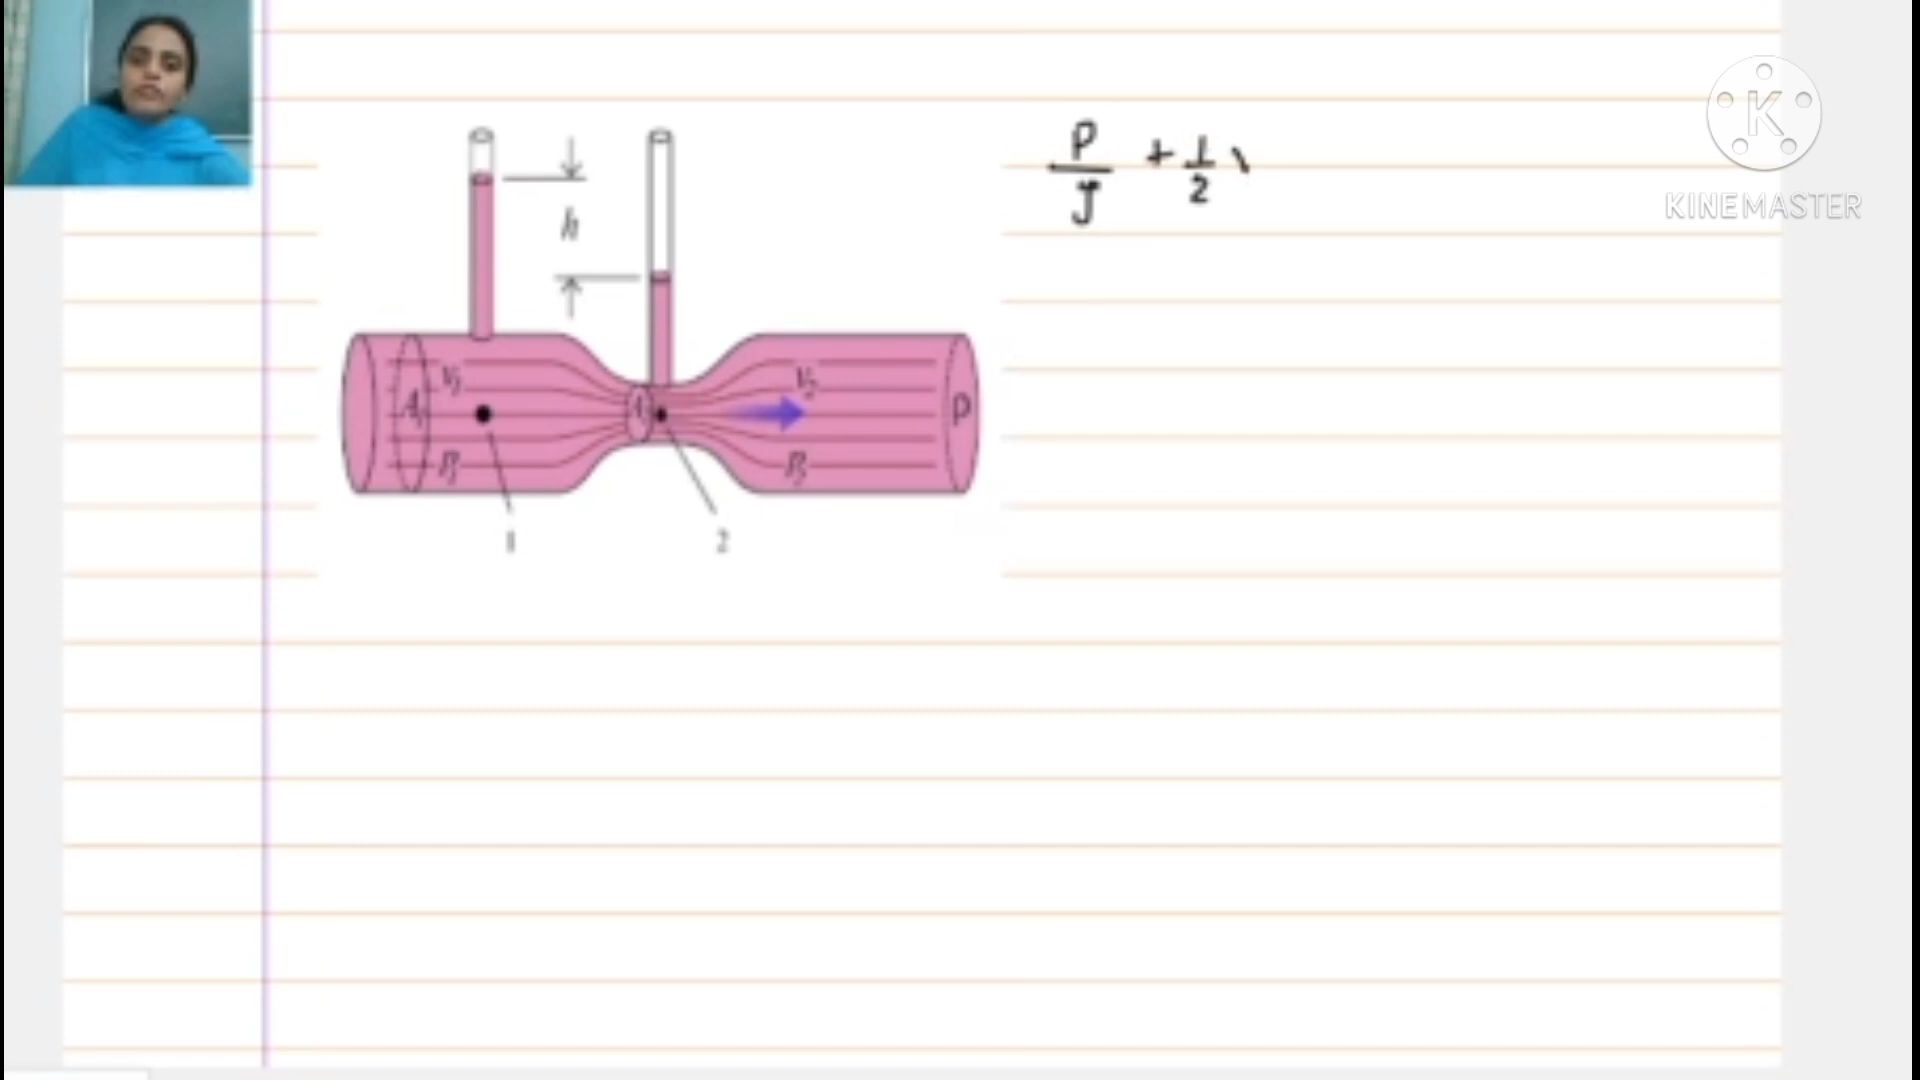 h
P/ρ + 1/2 v
K
KINEMASTER
V₁
V₂
A₁
A
ρ
P₁
P₂
1
2